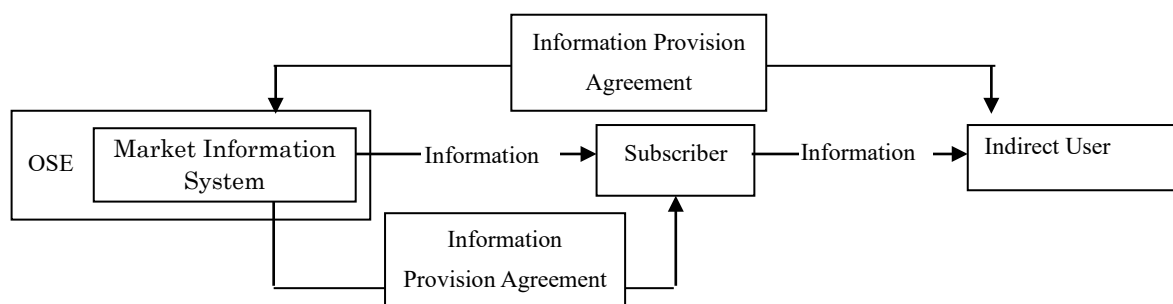 Information Provision
Agreement
OSE
Market Information
System
Information
Subscriber
Information
Indirect User
Information
Provision Agreement